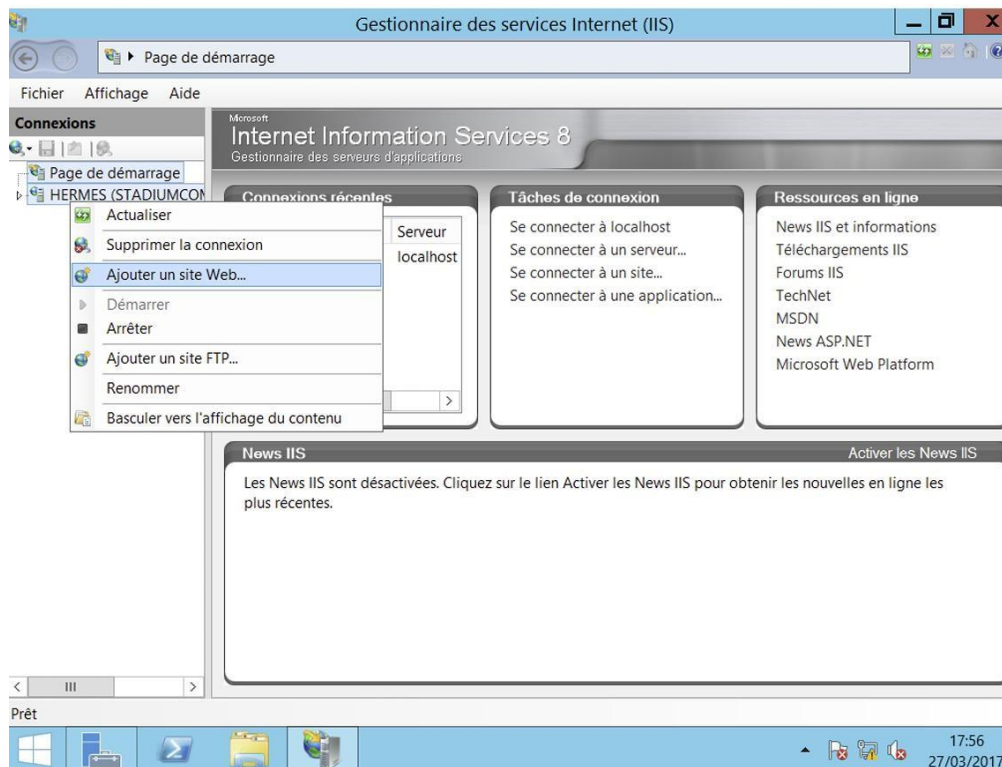 Gestionnaire des services Internet (IIS)
Page de démarrage
Fichier Affichage Aide
Connexions
Page de démarrage
HERMES (STADIUMCOM
Actualiser
Supprimer la connexion
Ajouter un site Web...
Démarrer
Arrêter
Ajouter un site FTP...
Renommer
Basculer vers l'affichage du contenu
Microsoft
Internet Information Services 8
Gestionnaire des serveurs d'applications
Connexions récentes
Serveur
localhost
Tâches de connexion
Se connecter à localhost
Se connecter à un serveur...
Se connecter à un site...
Se connecter à une application...
Ressources en ligne
News IIS et informations
Téléchargements IIS
Forums IIS
TechNet
MSDN
News ASP.NET
Microsoft Web Platform
News IIS Activer les News IIS
Les News IIS sont désactivées. Cliquez sur le lien Activer les News IIS pour obtenir les nouvelles en ligne les
plus récentes.
Prêt
17:56
27/03/2017